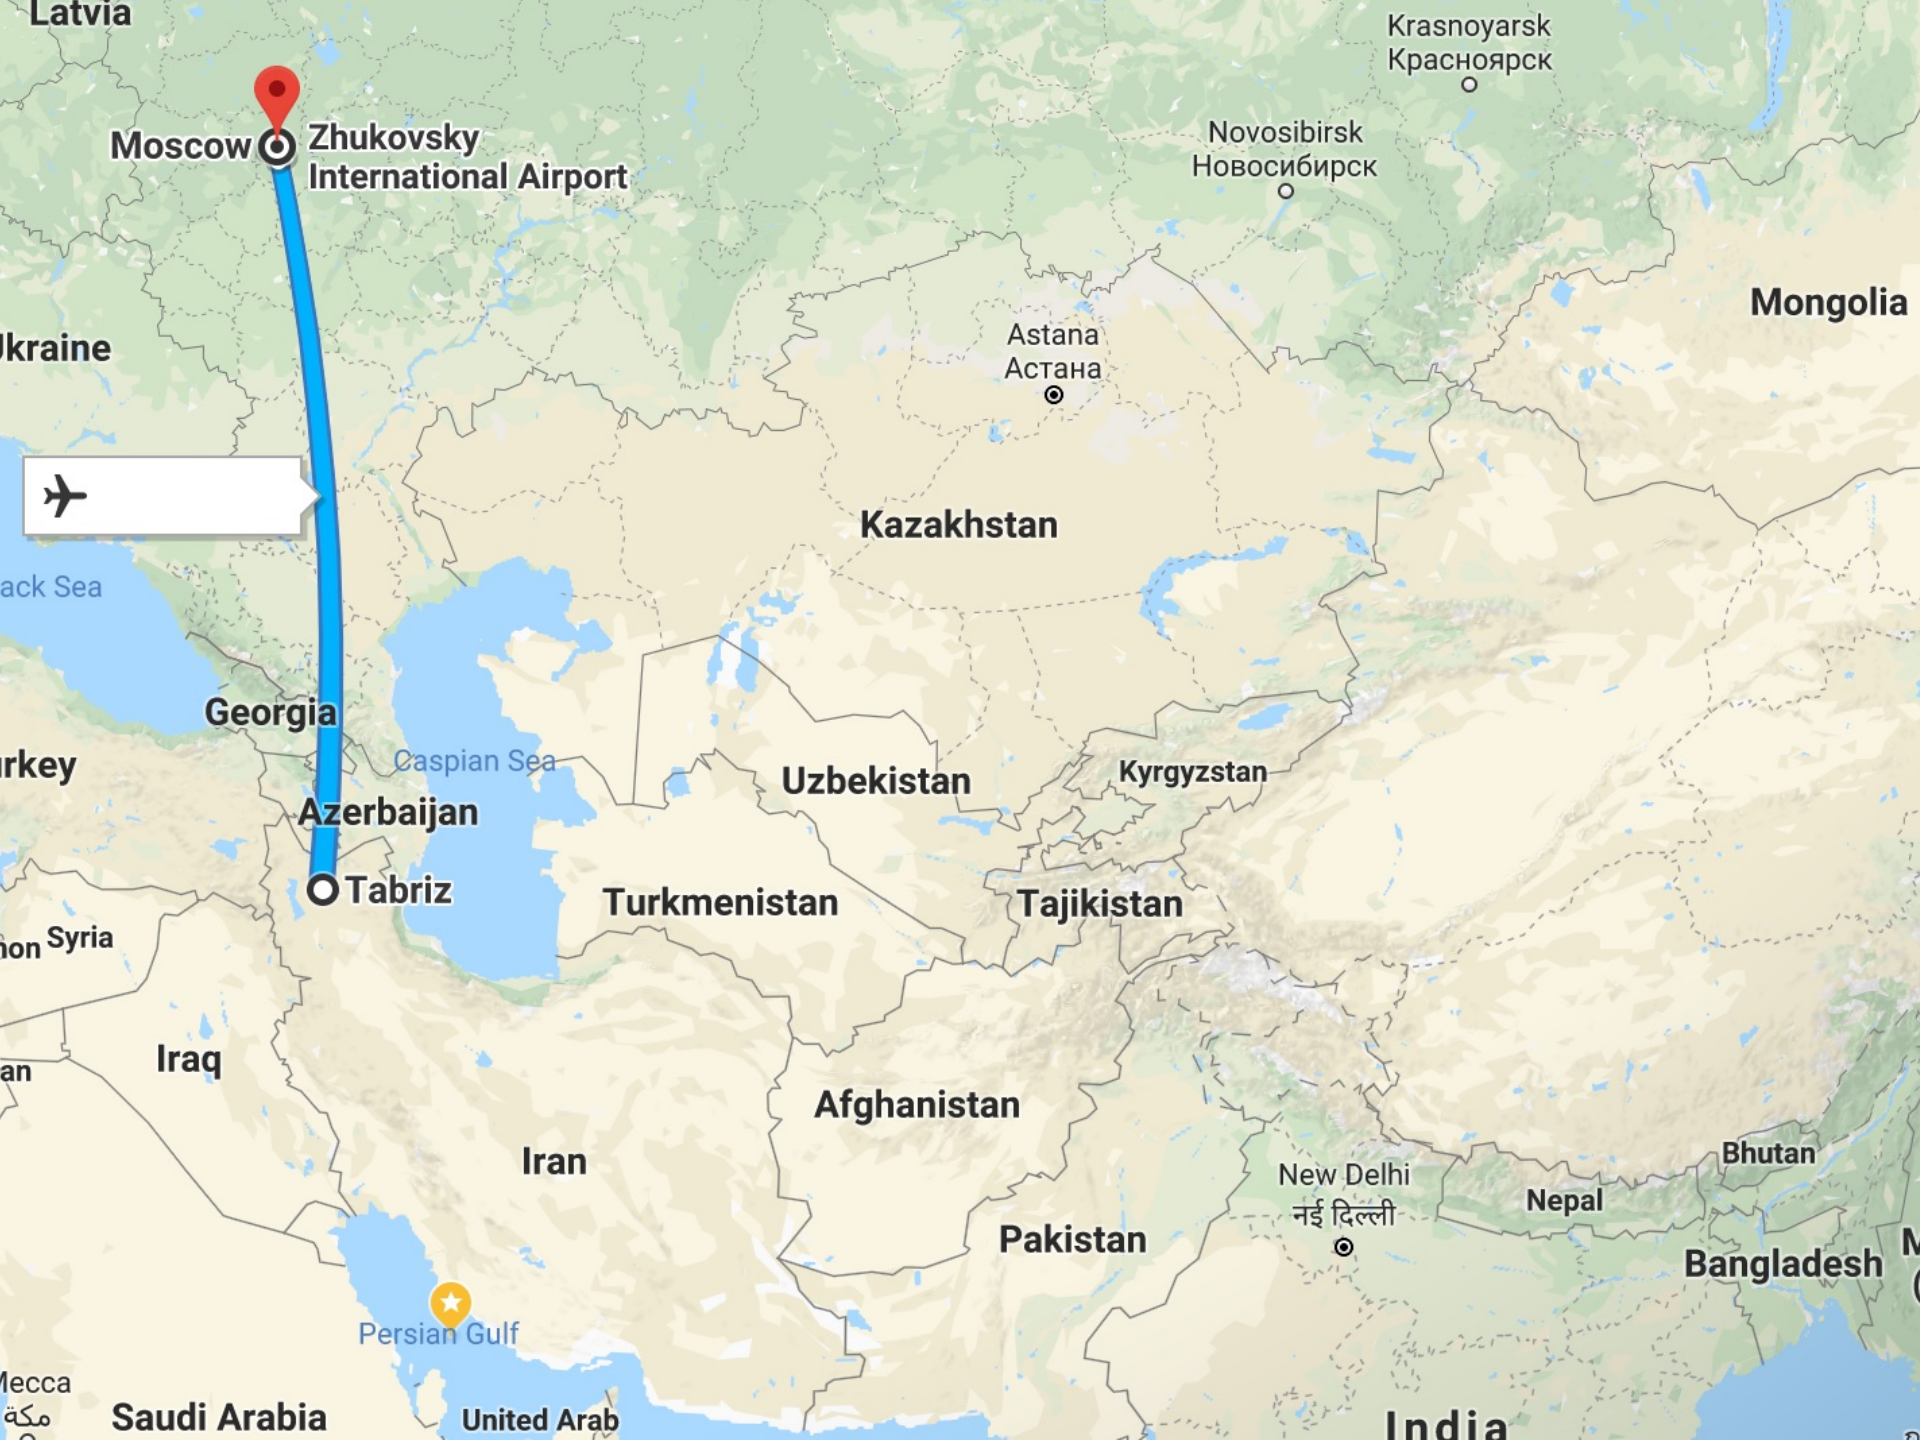 Latvia
Krasnoyarsk
Красноярск
Moscow
Zhukovsky
International Airport
Novosibirsk
Новосибирск
Mongolia
Astana
Астана
kraine
Kazakhstan
ack Sea
Georgia
Caspian Sea
rkey
Uzbekistan
Kyrgyzstan
Azerbaijan
Tabriz
Turkmenistan
Tajikistan
non
Syria
Iraq
an
Afghanistan
Iran
Bhutan
New Delhi
नई दिल्ली
Nepal
Pakistan
Bangladesh
Persian Gulf
Mecca
مكة
Saudi Arabia
United Arab
India